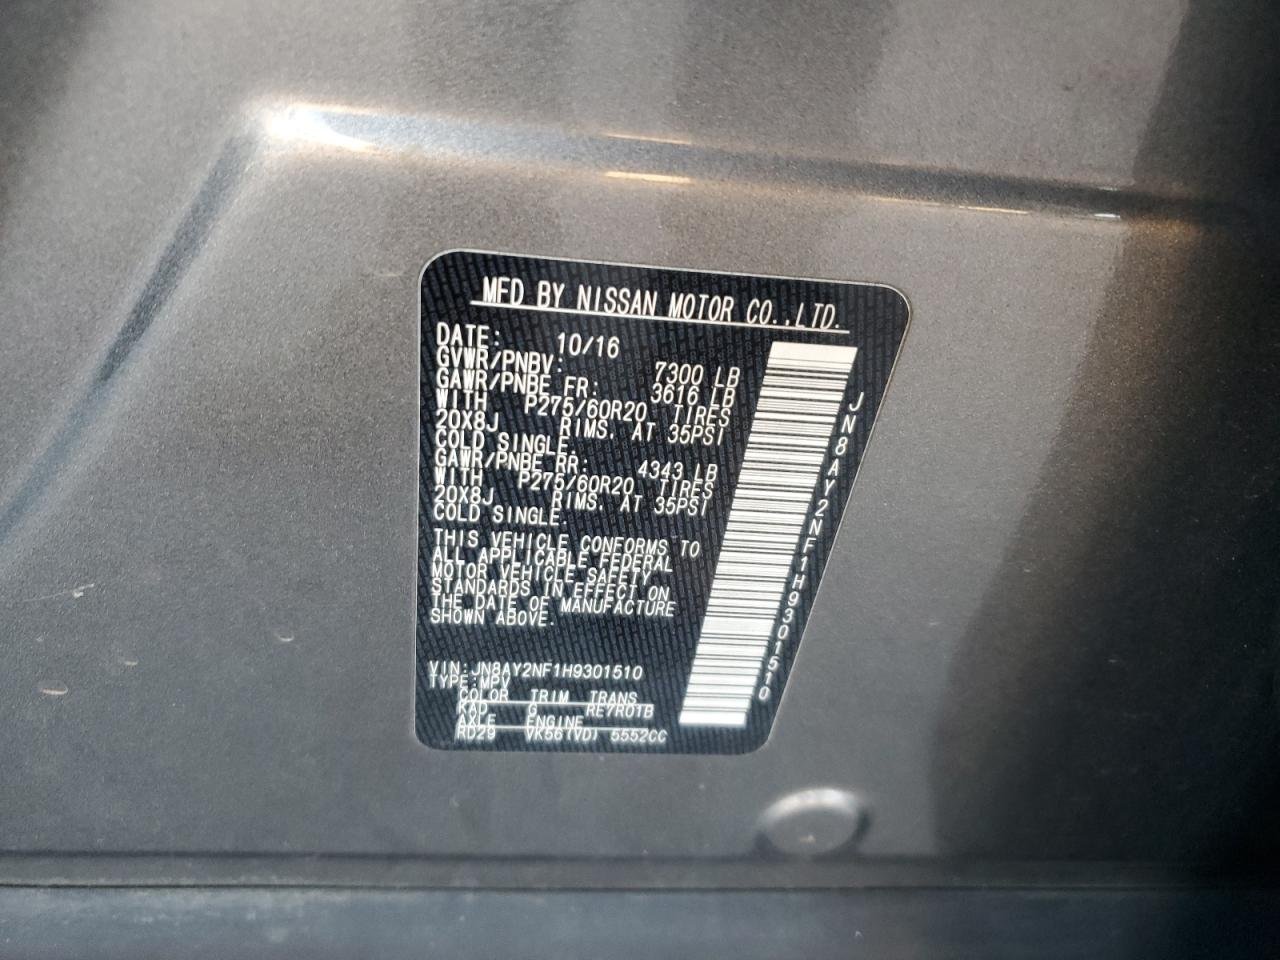 MFD BY NISSAN MOTOR CO.,LTD.
DATE: 10/16
GVWR/PNBV: 7300 LB
GAWR/PNBE FR: 3616 LB
WITH P275/60R20 TIRES
20X8J RIMS, AT 35PSI
COLD SINGLE.
GAWR/PNBE RR: 4343 LB
WITH P275/60R20 TIRES
20X8J RIMS, AT 35PSI
COLD SINGLE.
THIS VEHICLE CONFORMS TO
ALL APPLICABLE FEDERAL
MOTOR VEHICLE SAFETY
STANDARDS IN EFFECT ON
THE DATE OF MANUFACTURE
SHOWN ABOVE.
VIN:JN8AY2NF1H9301510
TYPE:MPV
COLOR TRIM TRANS
KAD G RE7R01B
AXLE ENGINE
RD29 VK56(VD) 5552CC
JN8AY2NF1H9301510